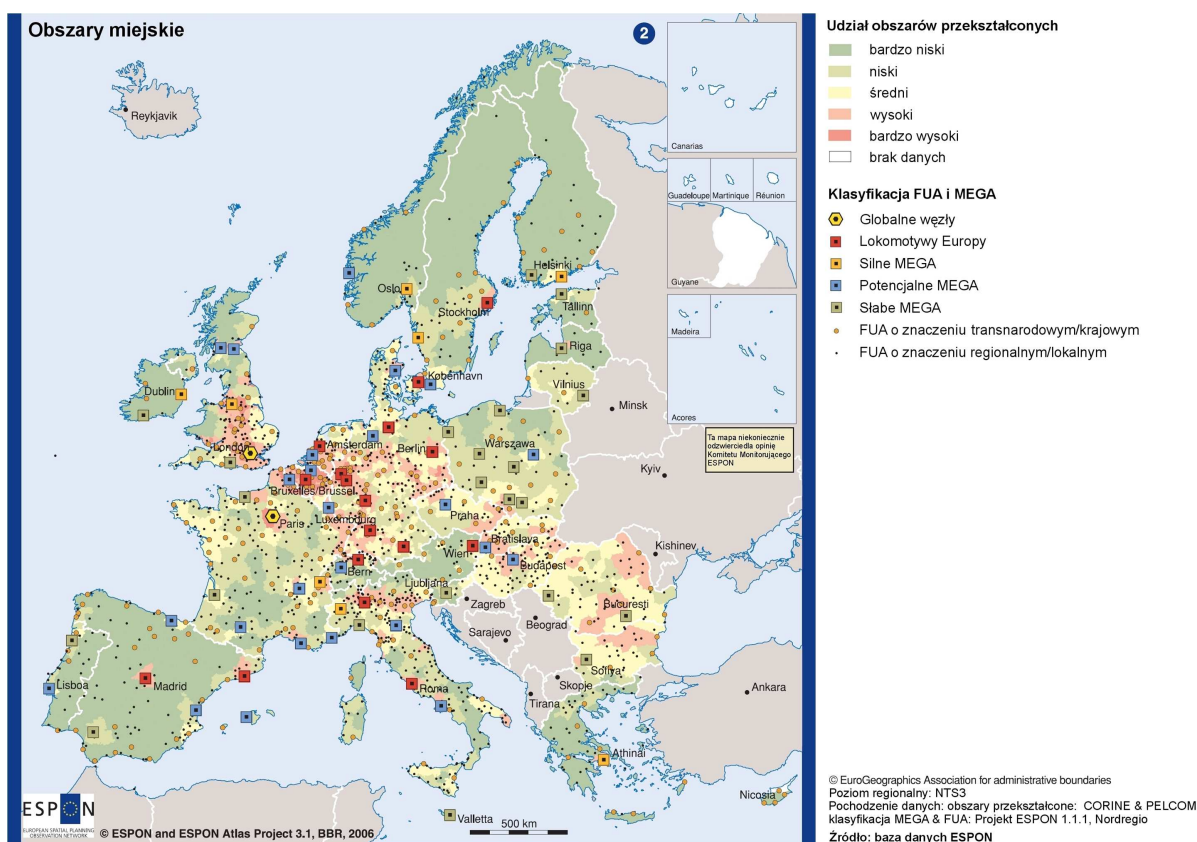 Obszary miejskie
2
Reykjavik
Canarias
Guadeloupe
Martinique
Réunion
Guyane
Madeira
Acores
Helsinki
Oslo
Stockholm
Tallinn
Riga
København
Vilnius
Dublin
Minsk
London
Amsterdam
Berlin
Warszawa
Ta mapa niekoniecznie
odzwierciedla opinię
Komitetu Monitorującego
ESPON
Kyiv
Bruxelles/Brussel
Paris
Luxembourg
Praha
Kishinev
Wien
Bratislava
Budapest
Bern
Ljubljana
Zagreb
Bucuresti
Beograd
Sarajevo
Sofiya
Skopje
Tirana
Ankara
Lisboa
Madrid
Roma
Athinai
Nicosia
Valletta
500 km
ESPON
EUROPEAN SPATIAL PLANNING
OBSERVATION NETWORK
© ESPON and ESPON Atlas Project 3.1, BBR, 2006
Udział obszarów przekształconych
bardzo niski
niski
średni
wysoki
bardzo wysoki
brak danych
Klasyfikacja FUA i MEGA
Globalne węzły
Lokomotywy Europy
Silne MEGA
Potencjalne MEGA
Słabe MEGA
FUA o znaczeniu transnarodowym/krajowym
FUA o znaczeniu regionalnym/lokalnym
© EuroGeographics Association for administrative boundaries
Poziom regionalny: NTS3
Pochodzenie danych: obszary przekształcone: CORINE & PELCOM
klasyfikacja MEGA & FUA: Projekt ESPON 1.1.1, Nordregio
Źródło: baza danych ESPON